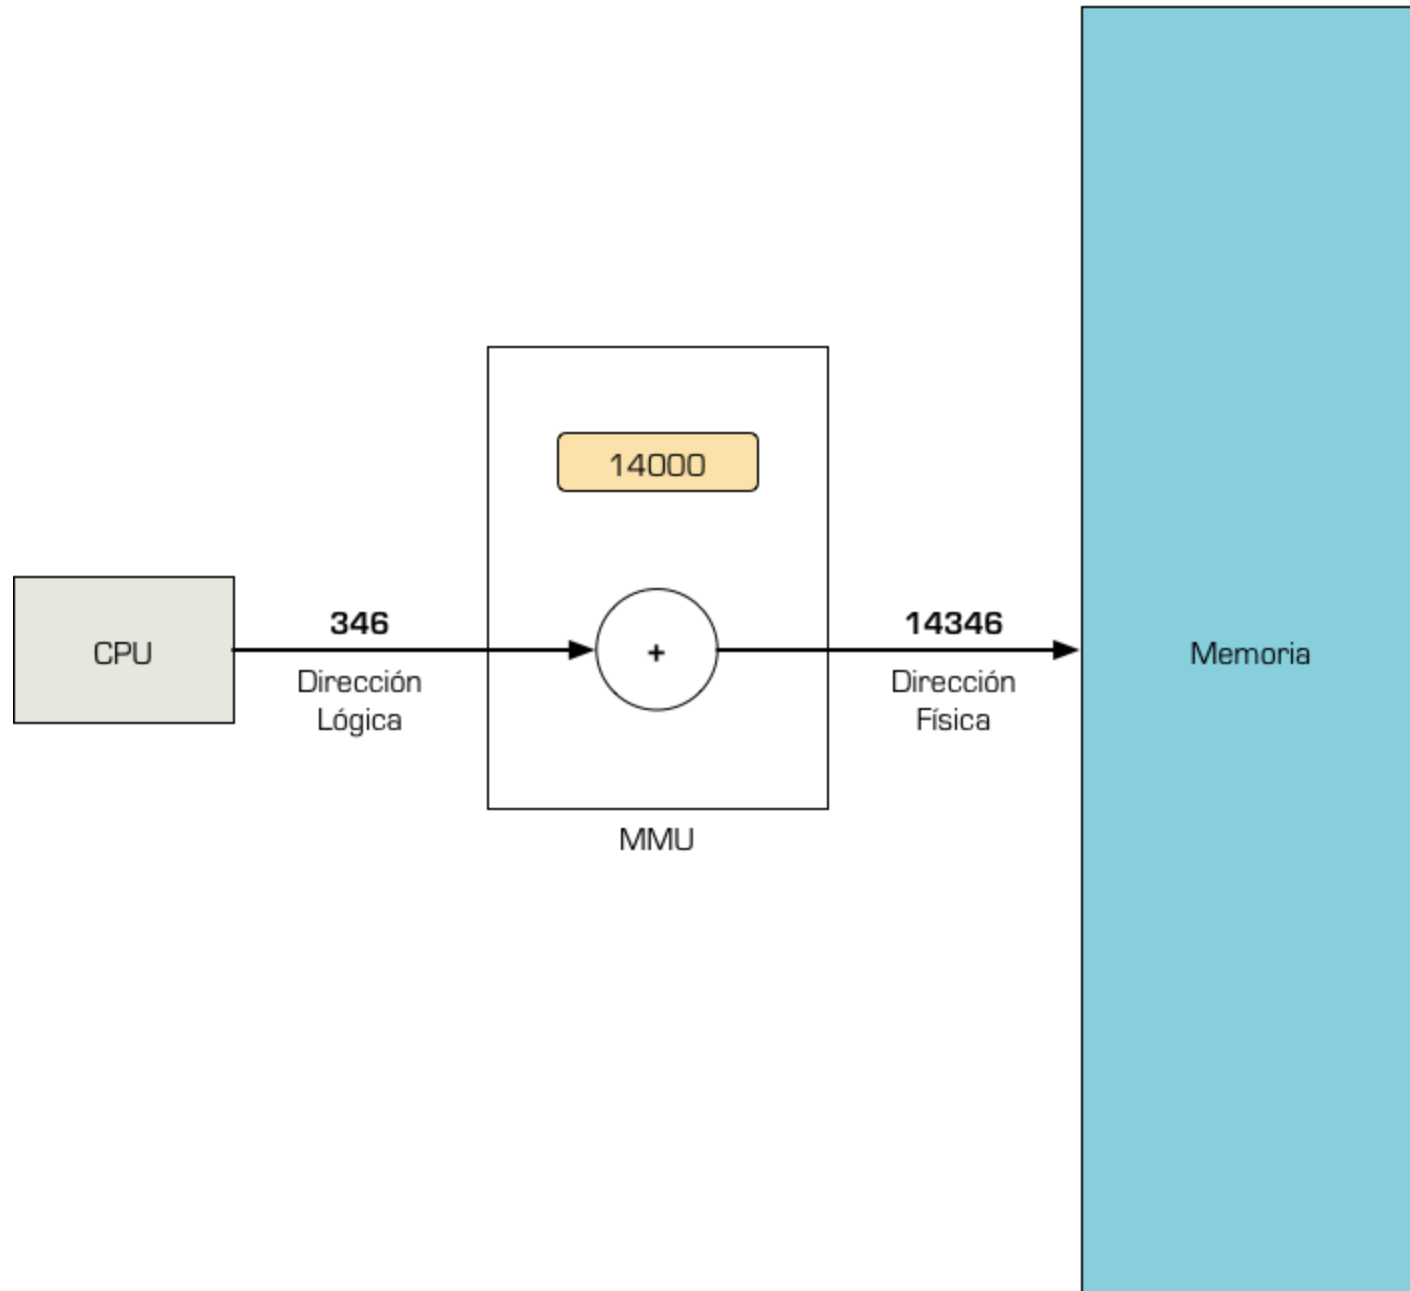 14000
CPU
346
Dirección
Lógica
+
14346
Dirección
Física
Memoria
MMU